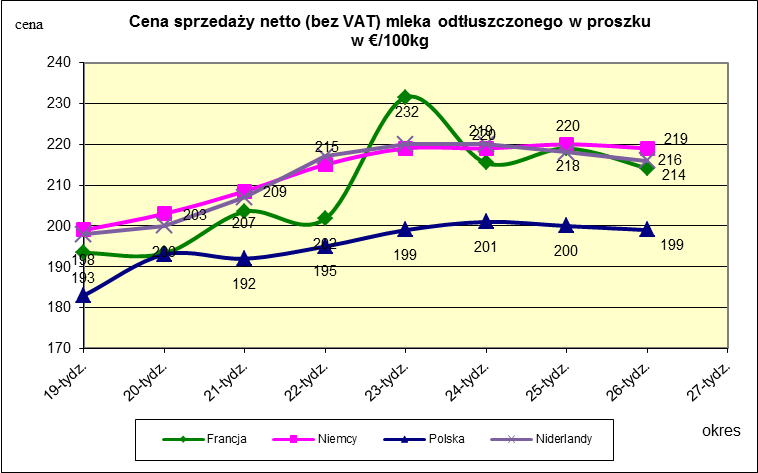 cena
Cena sprzedaży netto (bez VAT) mleka odtłuszczonego w proszku
w €/100kg
240
230
220
210
200
190
180
170
232
219
220
220
219
215
218
216
214
203
209
207
198
193
200
202
192
195
199
201
200
199
19-tydz.
20-tydz.
21-tydz.
22-tydz.
23-tydz.
24-tydz.
25-tydz.
26-tydz.
27-tydz.
okres
Francja
Niemcy
Polska
Niderlandy